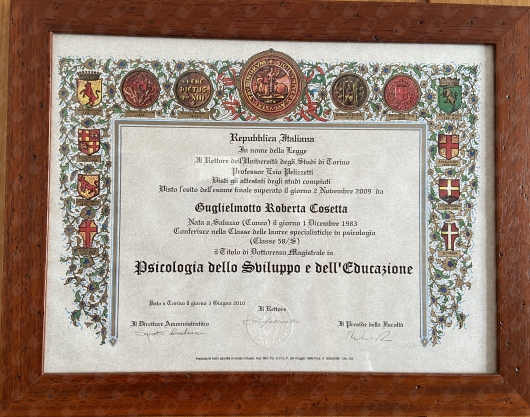 Repubblica Italiana
In nome della Legge
Il Rettore dell'Università degli Studi di Torino
Professor Ezio Pelizzetti
Visti gli attestati degli studi compiuti
Visto l'esito dell'esame finale superato il giorno 2 Novembre 2009 da
Guglielmotto Roberta Cosetta
Nata a Saluzzo (Cuneo) il giorno 1 Dicembre 1983
Conferisce nella Classe delle lauree specialistiche in psicologia
(Classe 58/S)
il Titolo di Dottoressa Magistrale in
Psicologia dello Sviluppo e dell'Educazione
Dato a Torino il giorno 3 Giugno 2010
Il Rettore
Il Direttore Amministrativo
Il Preside della Facoltà